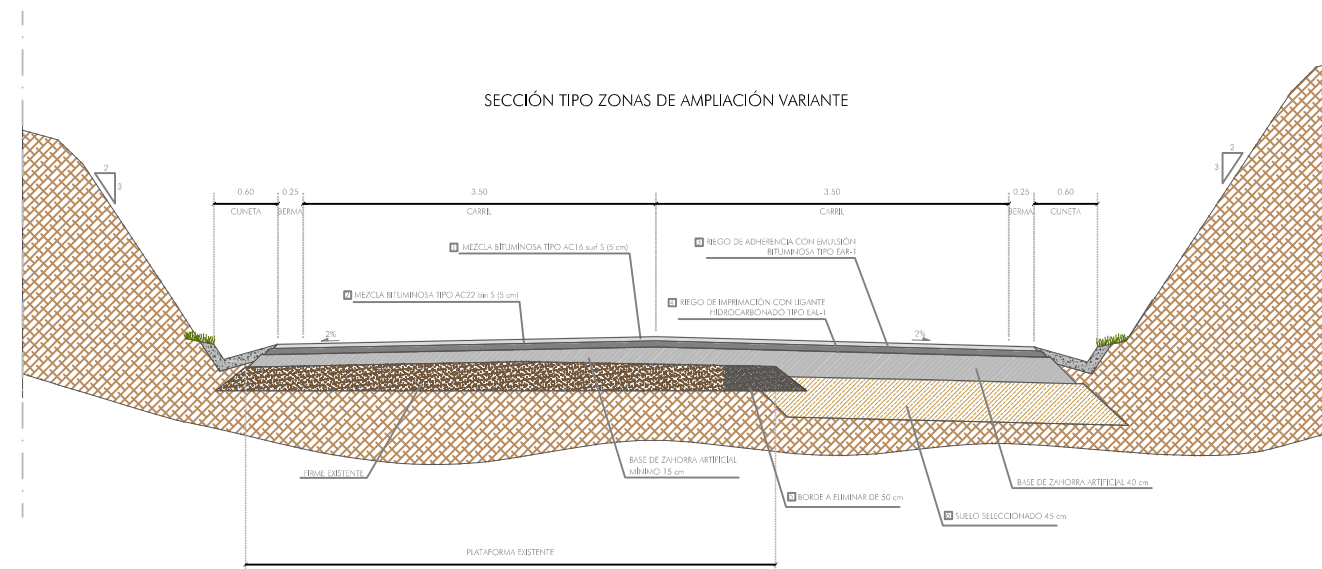 SECCIÓN TIPO ZONAS DE AMPLIACIÓN VARIANTE
2
3
2
3
0.60
0.25
3.50
3.50
0.25
0.60
CUNETA
BERMA
CARRIL
CARRIL
BERMA
CUNETA
1 MEZCLA BITUMINOSA TIPO AC16 surf S (5 cm)
RIEGO DE ADHERENCIA CON EMULSIÓN
BITUMINOSA TIPO EAR-1
2 MEZCLA BITUMINOSA TIPO AC22 bin S (5 cm)
RIEGO DE IMPRIMACIÓN CON LIGANTE
HIDROCARBONADO TIPO EAL-1
2%
2%
FIRME EXISTENTE
BASE DE ZAHORRA ARTIFICIAL
MÍNIMO 15 cm
BORDE A ELIMINAR DE 50 cm
BASE DE ZAHORRA ARTIFICIAL 40 cm
SUELO SELECCIONADO 45 cm
PLATAFORMA EXISTENTE